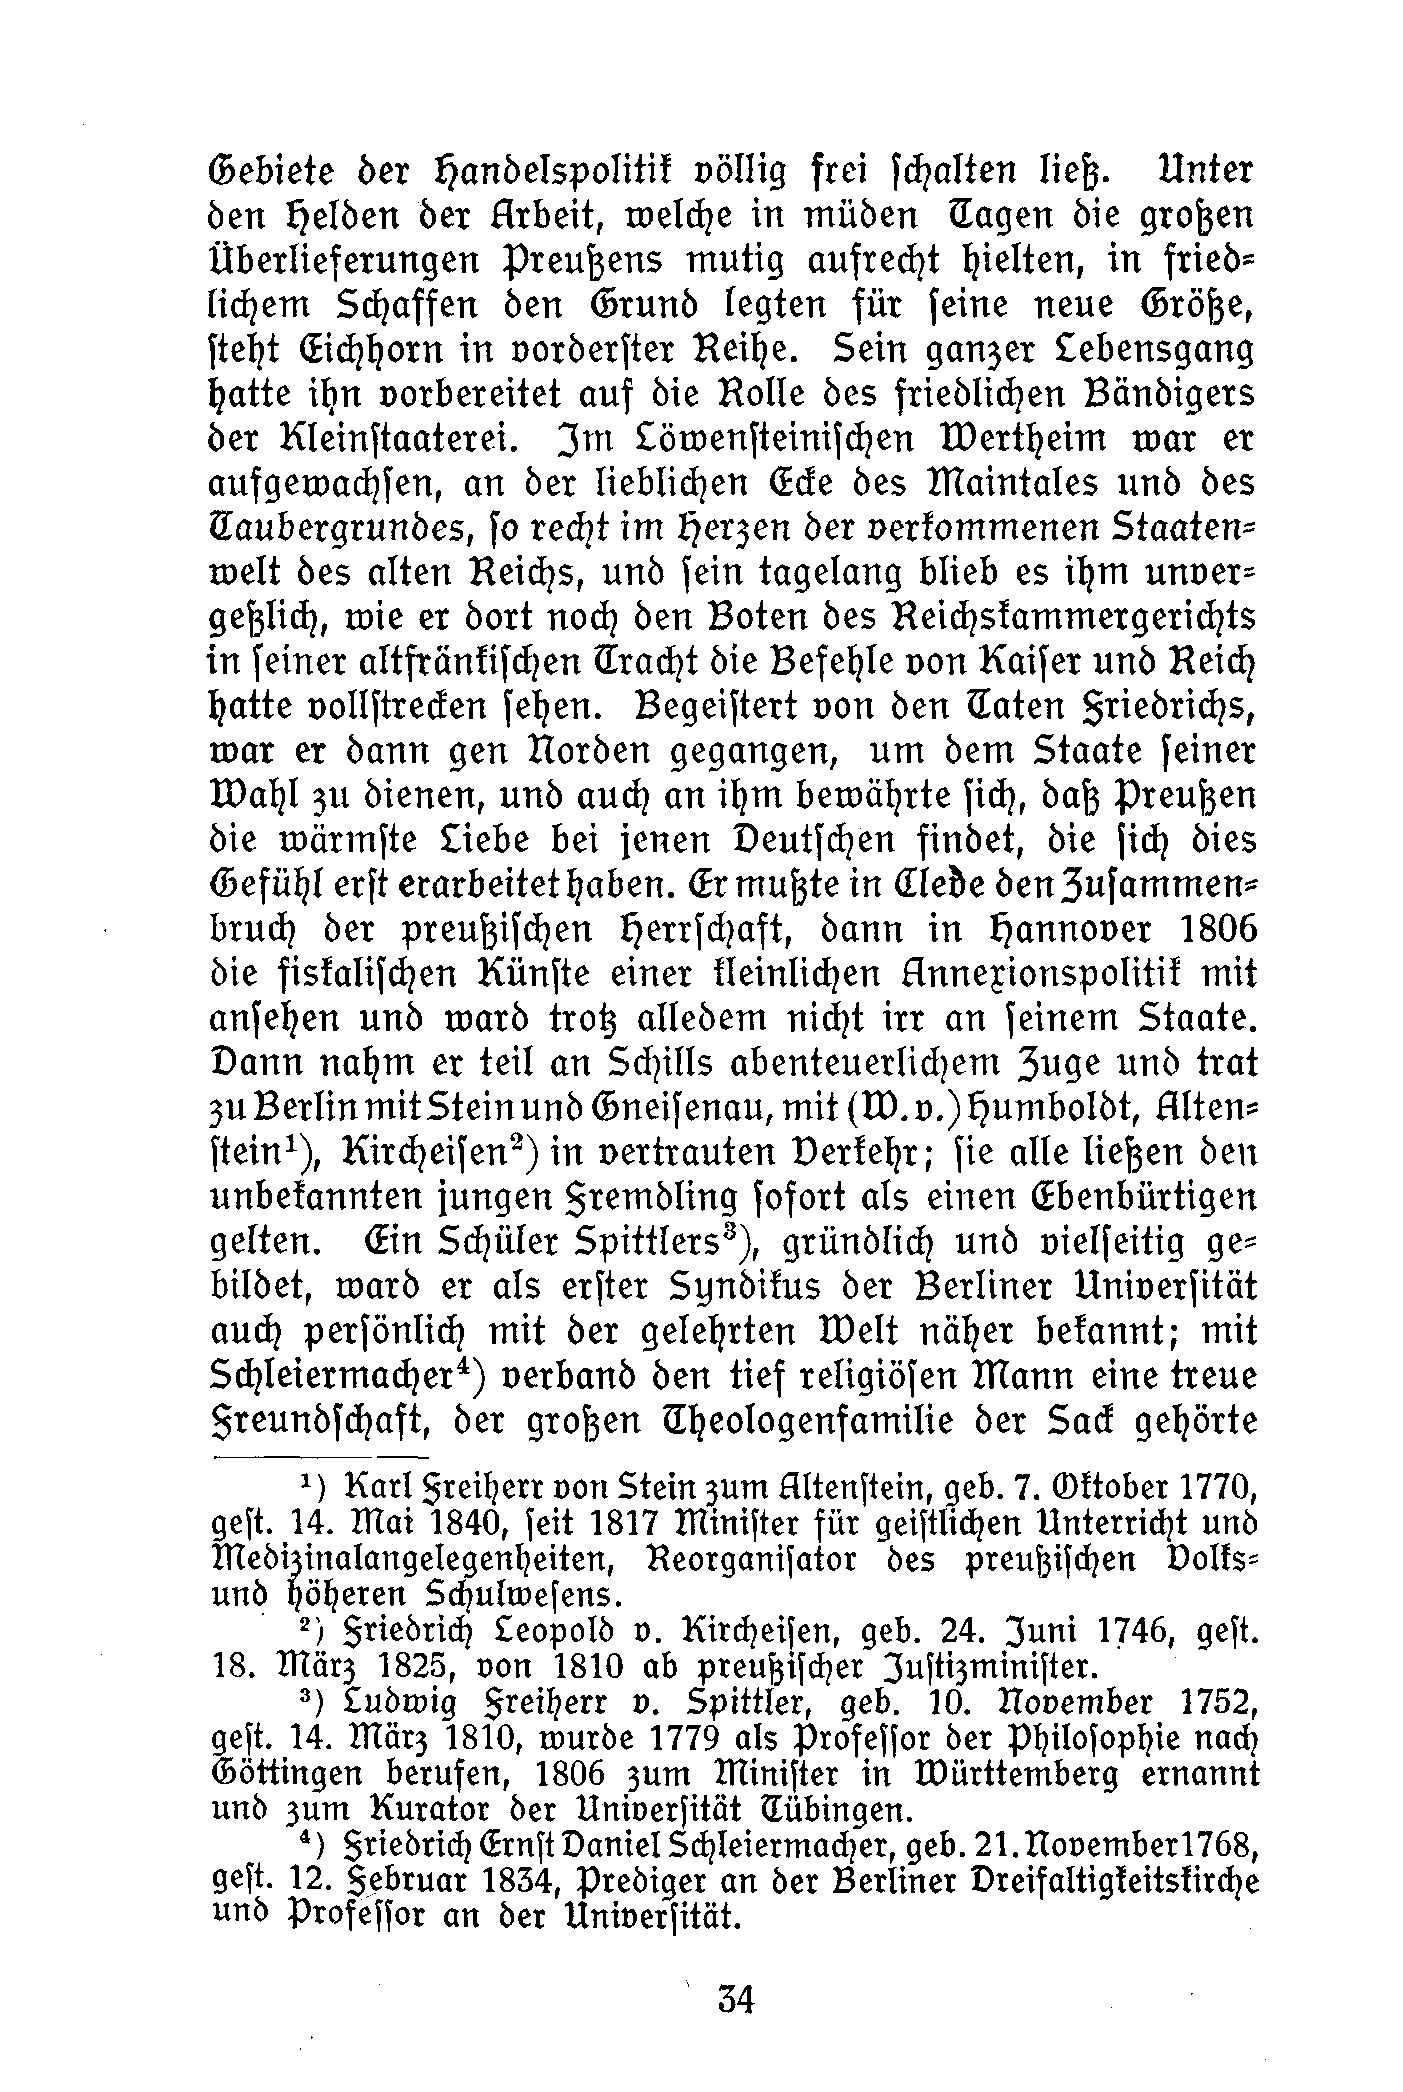 Gebiete der Handelspolitik völlig frei ſchalten ließ. Unter
den Helden der Arbeit, welche in müden Tagen die großen
Überlieferungen Preußens mutig aufrecht hielten, in fried-
lichem Schaffen den Grund legten für ſeine neue Größe,
ſteht Eichhorn in vorderſter Reihe. Sein ganzer Lebensgang
hatte ihn vorbereitet auf die Rolle des friedlichen Bändigers
der Kleinſtaaterei. Im Löwenſteiniſchen Wertheim war er
aufgewachſen, an der lieblichen Ecke des Maintales und des
Taubergrundes, ſo recht im Herzen der verkommenen Staaten-
welt des alten Reichs, und ſein tagelang blieb es ihm unver-
geßlich, wie er dort noch den Boten des Reichskammergerichts
in ſeiner altfränkiſchen Tracht die Befehle von Kaiſer und Reich
hatte vollſtrecken ſehen. Begeiſtert von den Taten Friedrichs,
war er dann gen Norden gegangen, um dem Staate ſeiner
Wahl zu dienen, und auch an ihm bewährte ſich, daß Preußen
die wärmſte Liebe bei jenen Deutſchen findet, die ſich dies
Gefühl erſt erarbeitet haben. Er mußte in Cleve den Zuſammen-
bruch der preußiſchen Herrſchaft, dann in Hannover 1806
die fiskaliſchen Künſte einer kleinlichen Annexionspolitik mit
anſehen und ward trotz alledem nicht irr an ſeinem Staate.
Dann nahm er teil an Schills abenteuerlichem Zuge und trat
zu Berlin mit Stein und Gneiſenau, mit (W. v.) Humboldt, Alten-
ſtein¹), Kircheiſen²) in vertrauten Verkehr; ſie alle ließen den
unbekannten jungen Fremdling ſofort als einen Ebenbürtigen
gelten. Ein Schüler Spittlers³), gründlich und vielſeitig ge-
bildet, ward er als erſter Syndikus der Berliner Univerſität
auch perſönlich mit der gelehrten Welt näher bekannt; mit
Schleiermacher⁴) verband den tief religiöſen Mann eine treue
Freundſchaft, der großen Theologenfamilie der Sack gehörte
¹) Karl Freiherr von Stein zum Altenſtein, geb. 7. Oktober 1770,
geſt. 14. Mai 1840, ſeit 1817 Miniſter für geiſtlichen Unterricht und
Medizinalangelegenheiten, Reorganiſator des preußiſchen Volks-
und höheren Schulweſens.
²) Friedrich Leopold v. Kircheiſen, geb. 24. Juni 1746, geſt.
18. März 1825, von 1810 ab preußiſcher Juſtizminiſter.
³) Ludwig Freiherr v. Spittler, geb. 10. November 1752,
geſt. 14. März 1810, wurde 1779 als Profeſſor der Philoſophie nach
Göttingen berufen, 1806 zum Miniſter in Württemberg ernannt
und zum Kurator der Univerſität Tübingen.
⁴) Friedrich Ernſt Daniel Schleiermacher, geb. 21. November 1768,
geſt. 12. Februar 1834, Prediger an der Berliner Dreifaltigkeitskirche
und Profeſſor an der Univerſität.
34